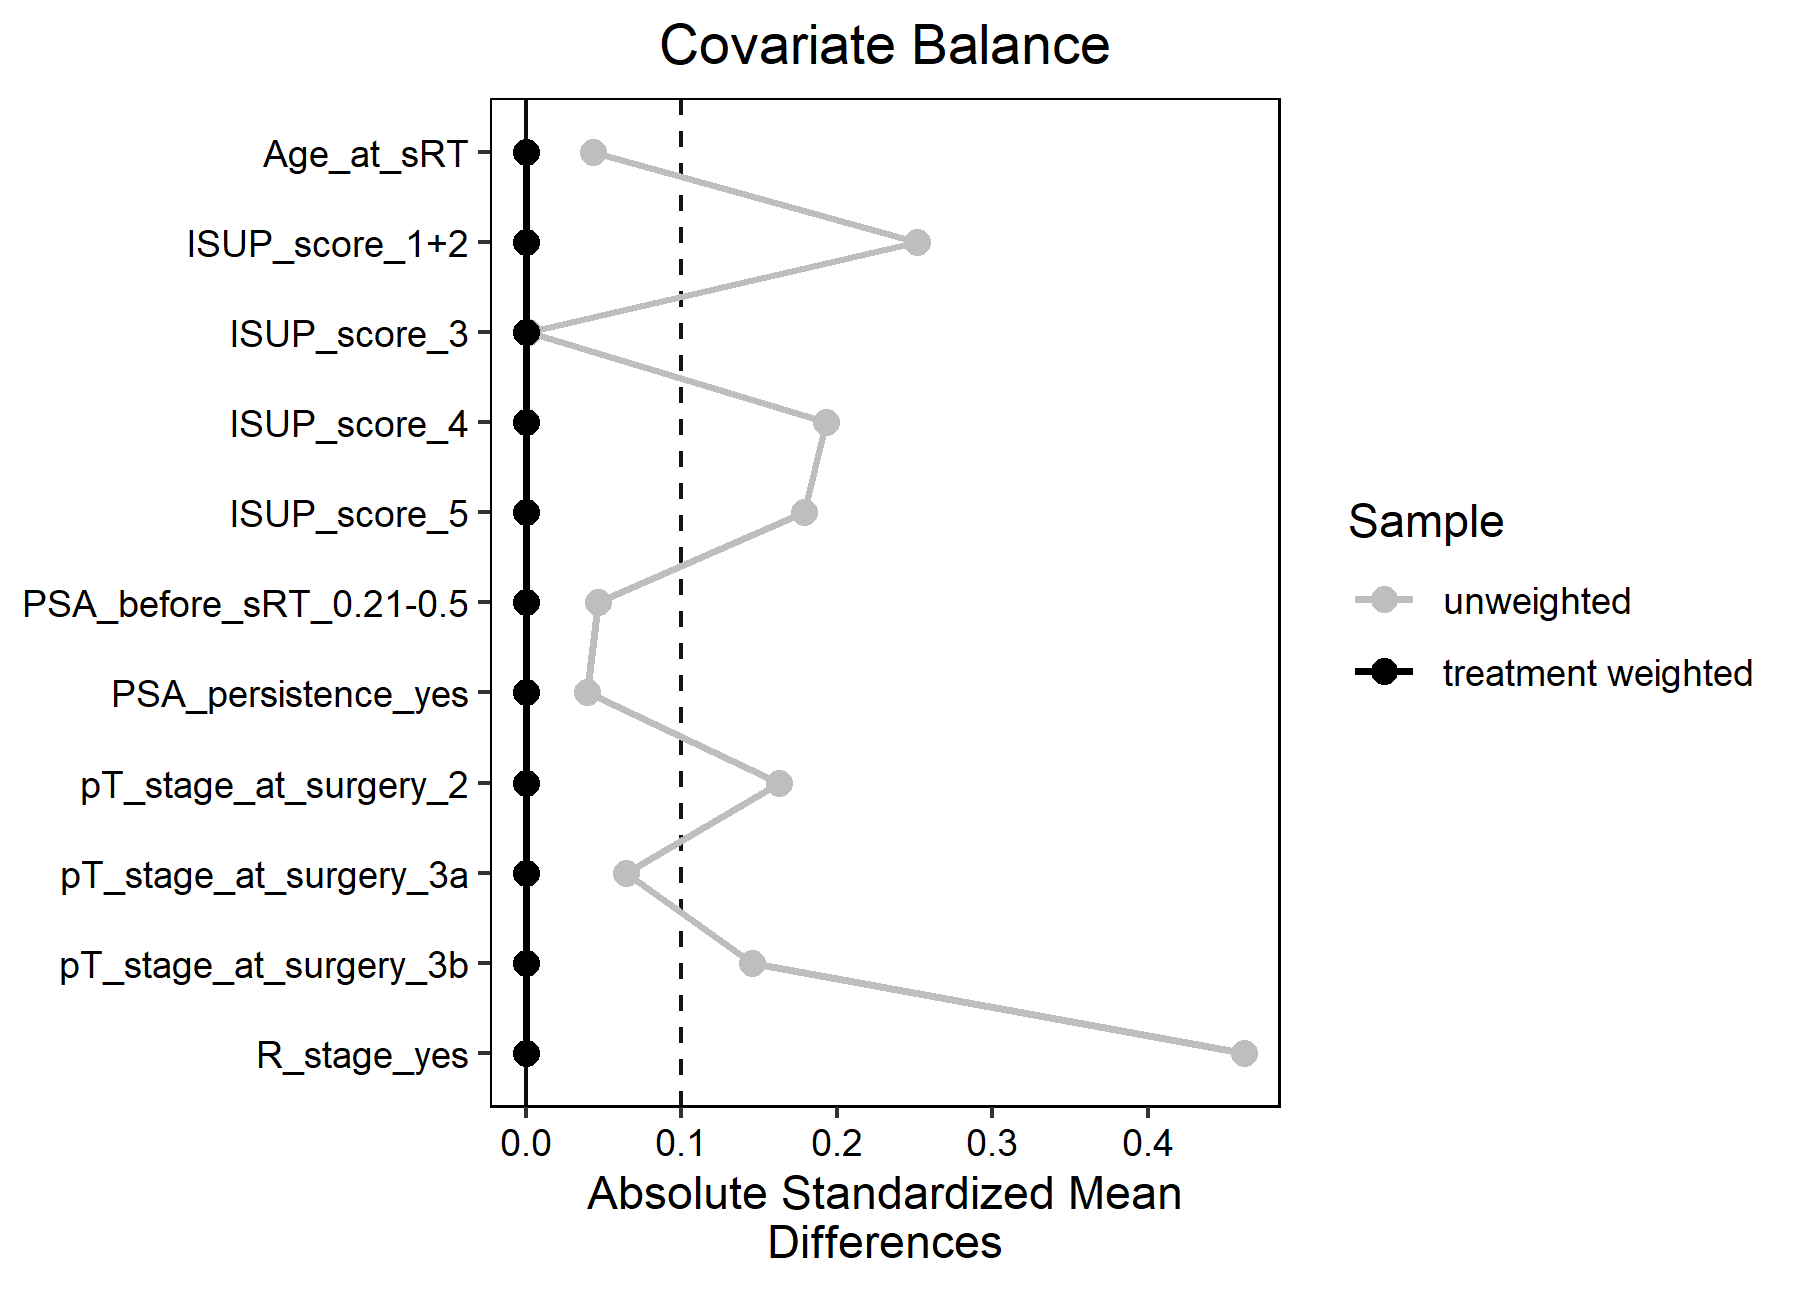 Covariate Balance
Age_at_sRT
ISUP_score_1+2
ISUP_score_3
ISUP_score_4
ISUP_score_5
PSA_before_sRT_0.21-0.5
PSA_persistence_yes
pT_stage_at_surgery_2
pT_stage_at_surgery_3a
pT_stage_at_surgery_3b
R_stage_yes
0.0 0.1 0.2 0.3 0.4
Absolute Standardized Mean
Differences
Sample
unweighted
treatment weighted